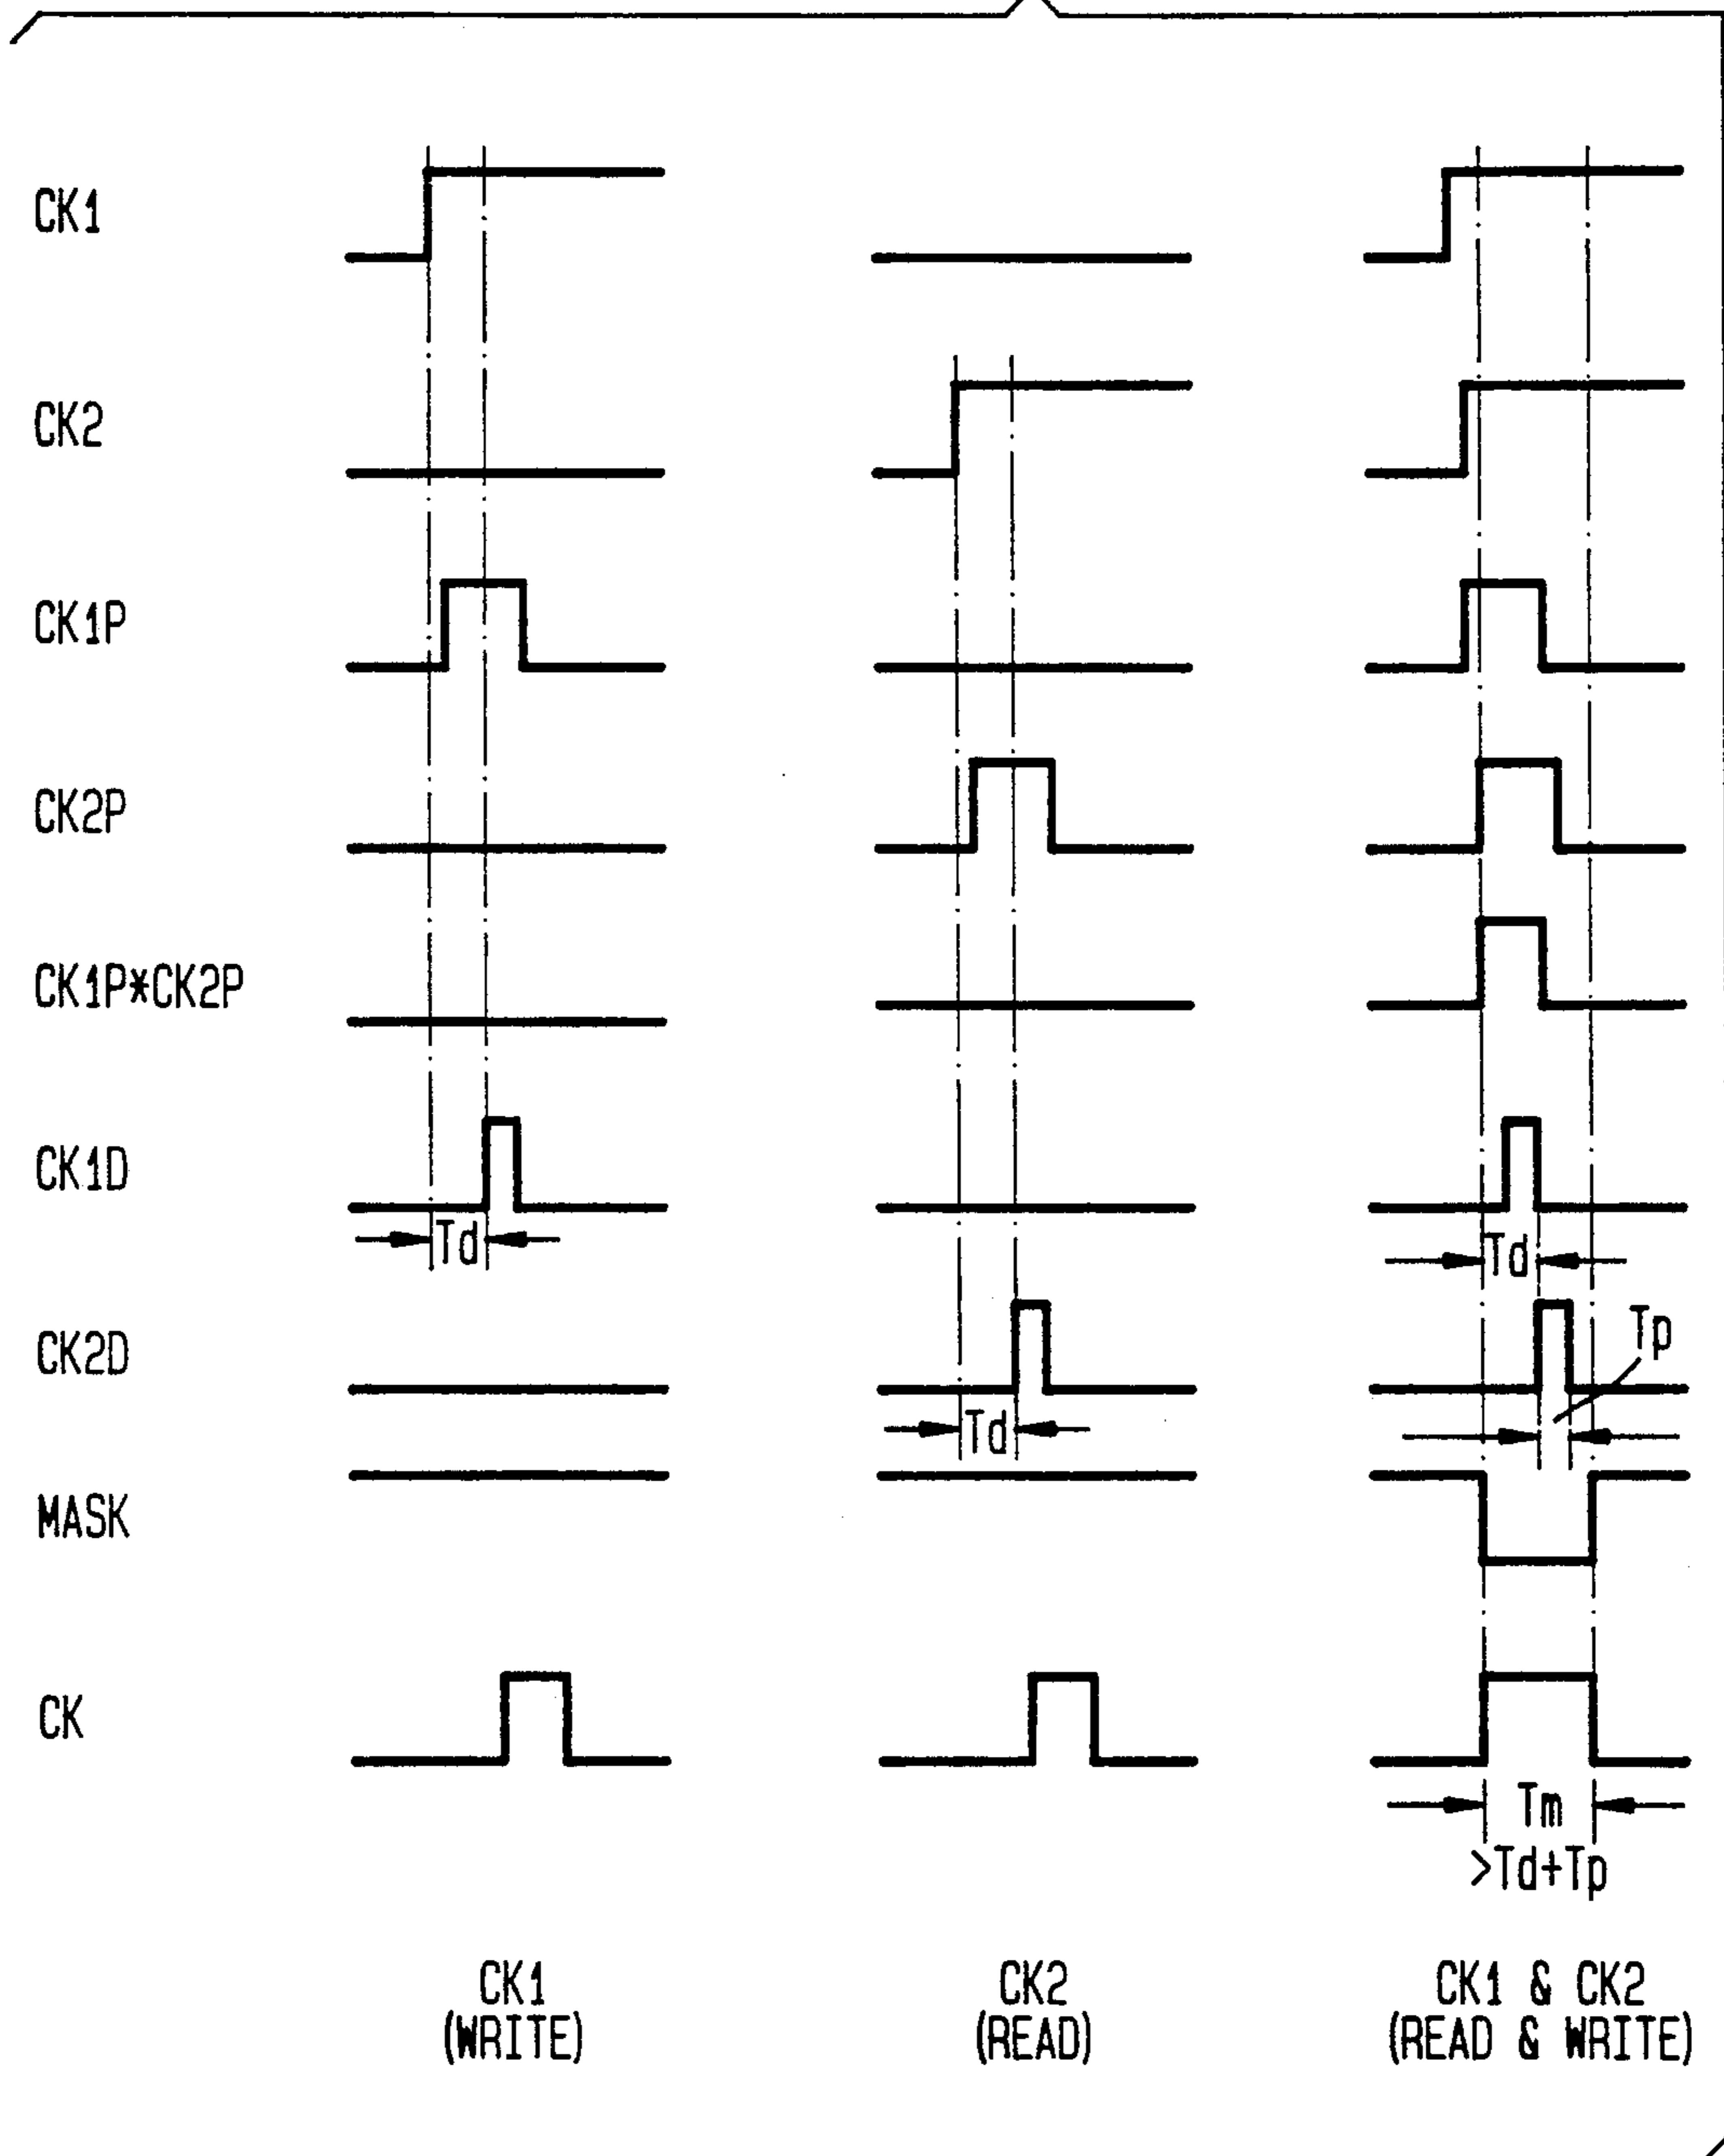 CK1
CK2
CK1P
CK2P
CK1P*CK2P
CK1D
Td
Td
CK2D
Tp
Td
MASK
CK
Tm
>Td+Tp
CK1
(WRITE)
CK2
(READ)
CK1 & CK2
(READ & WRITE)